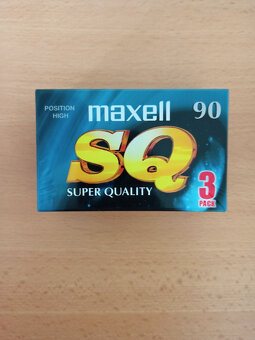 POSITION
HIGH
maxell
90
SQ
SUPER QUALITY
3
PACK